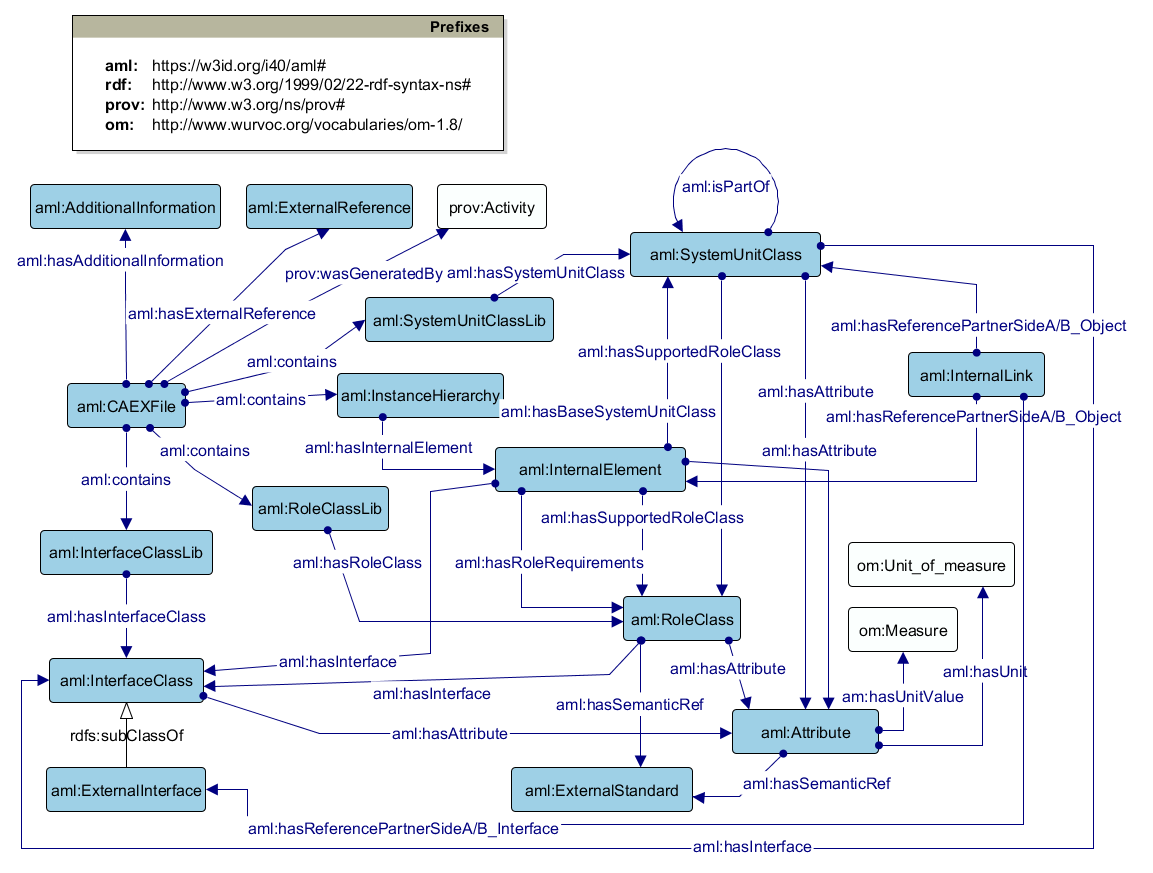 Prefixes
aml: https://w3id.org/i40/aml#
rdf: http://www.w3.org/1999/02/22-rdf-syntax-ns#
prov: http://www.w3.org/ns/prov#
om: http://www.wurvoc.org/vocabularies/om-1.8/
aml:isPartOf
aml:AdditionalInformation
aml:ExternalReference
prov:Activity
aml:SystemUnitClass
aml:hasAdditionalInformation
prov:wasGeneratedBy
aml:hasSystemUnitClass
aml:hasExternalReference
aml:SystemUnitClassLib
aml:hasReferencePartnerSideA/B_Object
aml:contains
aml:hasSupportedRoleClass
aml:InternalLink
aml:CAEXFile
aml:contains
aml:InstanceHierarchy
aml:hasAttribute
aml:hasBaseSystemUnitClass
aml:hasReferencePartnerSideA/B_Object
aml:contains
aml:hasInternalElement
aml:hasAttribute
aml:contains
aml:InternalElement
aml:RoleClassLib
aml:hasSupportedRoleClass
aml:InterfaceClassLib
aml:hasRoleClass
aml:hasRoleRequirements
om:Unit_of_measure
aml:hasInterfaceClass
aml:RoleClass
om:Measure
aml:hasInterface
aml:hasAttribute
aml:hasUnit
aml:InterfaceClass
aml:hasInterface
am:hasUnitValue
aml:hasSemanticRef
rdfs:subClassOf
aml:hasAttribute
aml:Attribute
aml:ExternalInterface
aml:ExternalStandard
aml:hasSemanticRef
aml:hasReferencePartnerSideA/B_Interface
aml:hasInterface